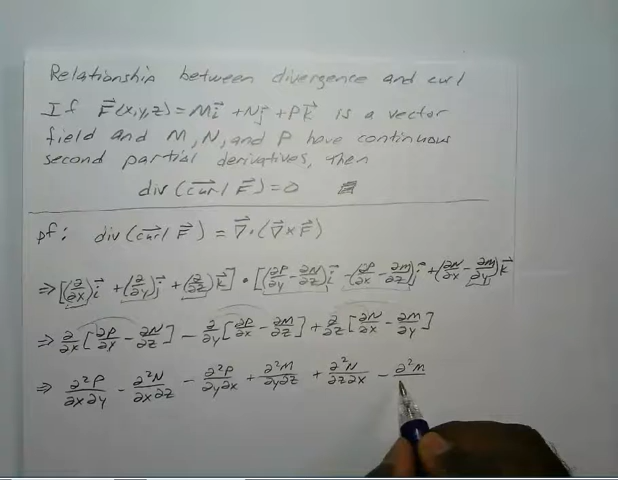 Relationship between divergence and curl
If F⃗(x,y,z) = Mi⃗ + Nj⃗ + Pk⃗ is a vector
field and M, N, and P have continuous
second partial derivatives, then
div (curl F⃗) = 0
pf: div (curl F⃗) = ∇⃗ · (∇⃗ × F⃗)
⇒ [(∂/∂x)i⃗ + (∂/∂y)j⃗ + (∂/∂z)k⃗] · [(∂P/∂y - ∂N/∂z)i⃗ - (∂P/∂x - ∂M/∂z)j⃗ + (∂N/∂x - ∂M/∂y)k⃗]
⇒ ∂/∂x [∂P/∂y - ∂N/∂z] - ∂/∂y [∂P/∂x - ∂M/∂z] + ∂/∂z [∂N/∂x - ∂M/∂y]
⇒ ∂²P/∂x∂y - ∂²N/∂x∂z - ∂²P/∂y∂x + ∂²M/∂y∂z + ∂²N/∂z∂x - ∂²M